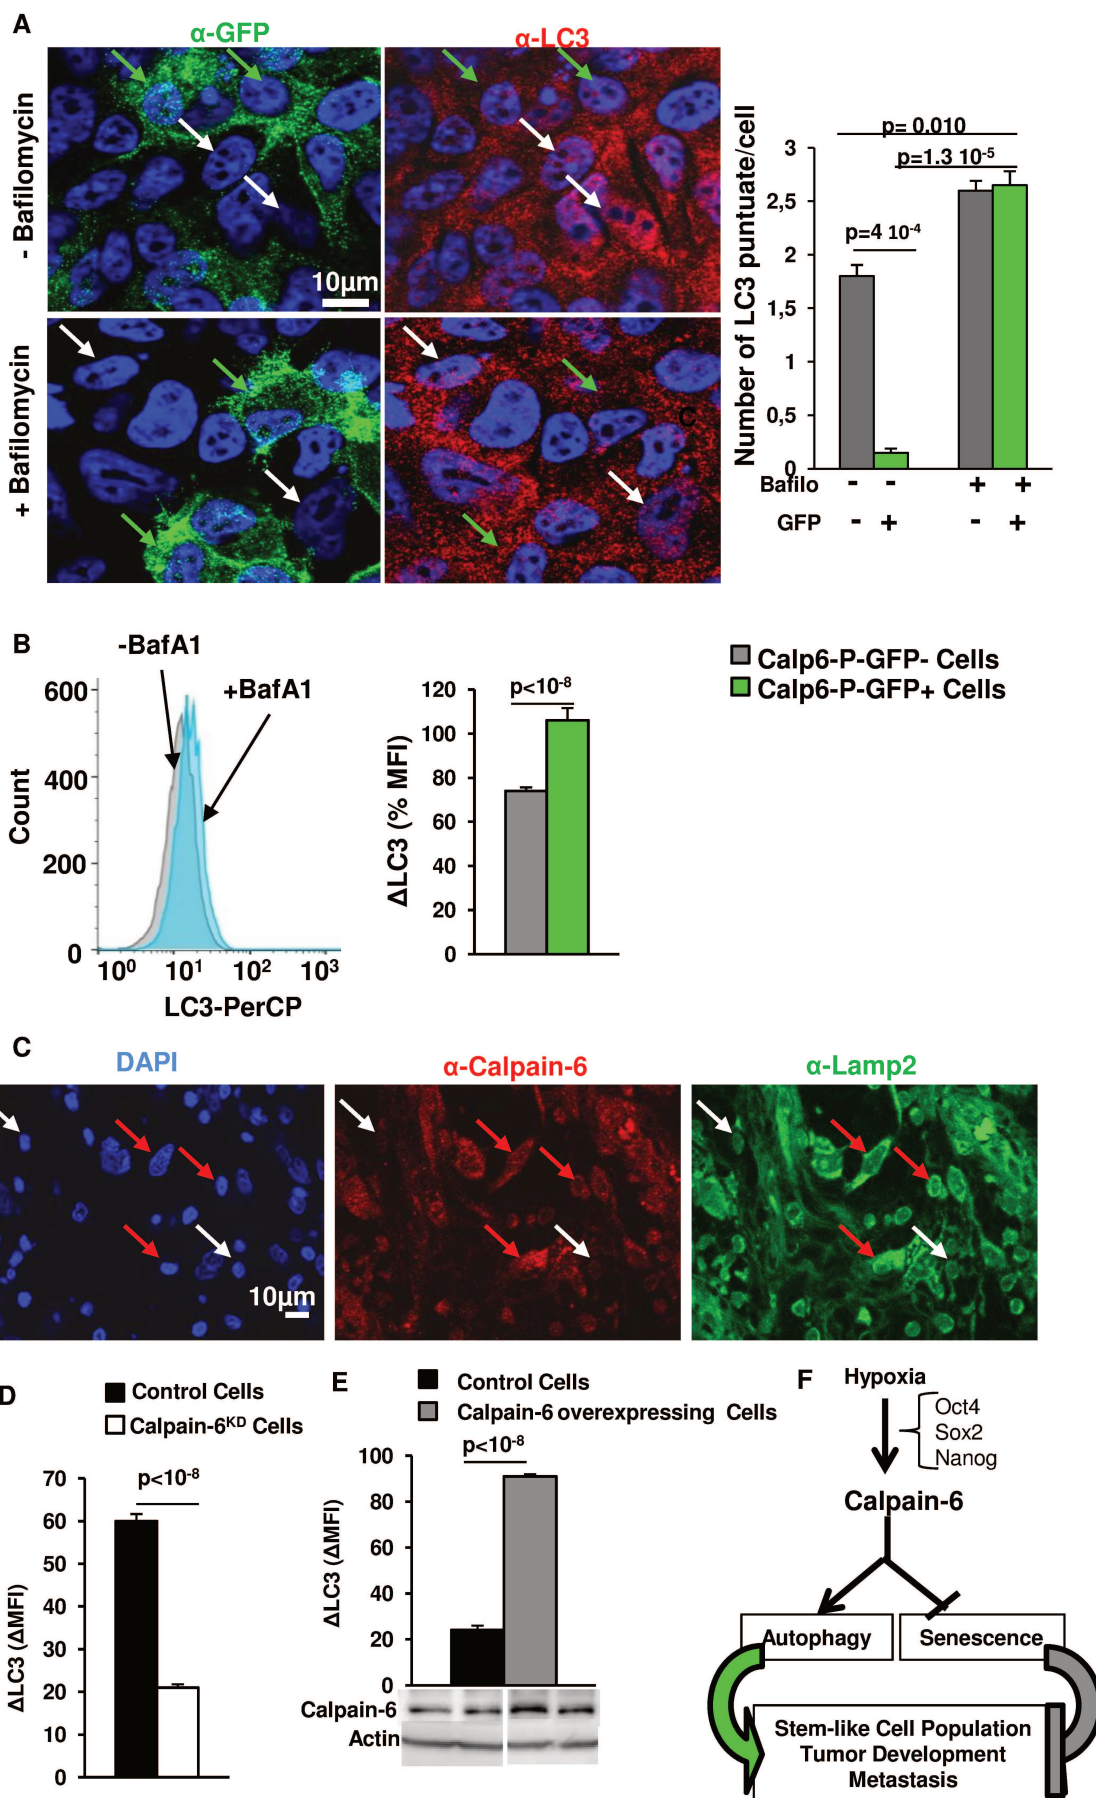 A
α-GFP
α-LC3
- Bafilomycin
10µm
+ Bafilomycin
C
Number of LC3 puntuate/cell
p= 0.010
p=1.3 10-5
p=4 10-4
3
2,5
2
1,5
1
0,5
0
Bafilo - - + +
GFP - + - +
B
-BafA1
+BafA1
Count
600
400
200
0
10⁰ 10¹ 10² 10³
LC3-PerCP
p<10-8
ΔLC3 (% MFI)
120
100
80
60
40
20
0
Calp6-P-GFP- Cells
Calp6-P-GFP+ Cells
C
DAPI
α-Calpain-6
α-Lamp2
10µm
D
Control Cells
Calpain-6KD Cells
p<10-8
ΔLC3 (ΔMFI)
70
60
50
40
30
20
10
0
E
Control Cells
Calpain-6 overexpressing Cells
p<10-8
ΔLC3 (ΔMFI)
100
80
60
40
20
0
Calpain-6
Actin
F
Hypoxia
Oct4
Sox2
Nanog
Calpain-6
Autophagy
Senescence
Stem-like Cell Population
Tumor Development
Metastasis